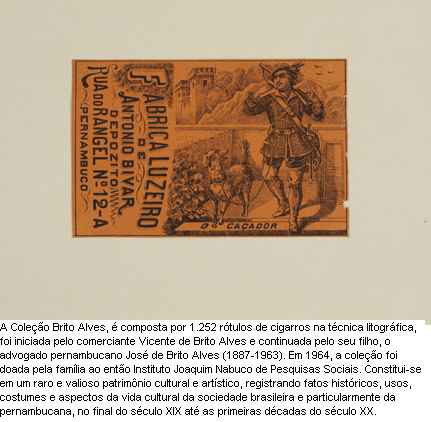 FABRICA LUZEIRO
DE
ANTONIO BIVAR
DEPOZITO
RUA DO RANGEL Nº 12-A
PERNAMBUCO
O CAÇADOR
A Coleção Brito Alves, é composta por 1.252 rótulos de cigarros na técnica litográfica,
foi iniciada pelo comerciante Vicente de Brito Alves e continuada pelo seu filho, o
advogado pernambucano José de Brito Alves (1887-1963). Em 1964, a coleção foi
doada pela família ao então Instituto Joaquim Nabuco de Pesquisas Sociais. Constitui-se
em um raro e valioso patrimônio cultural e artístico, registrando fatos históricos, usos,
costumes e aspectos da vida cultural da sociedade brasileira e particularmente da
pernambucana, no final do século XIX até as primeiras décadas do século XX.